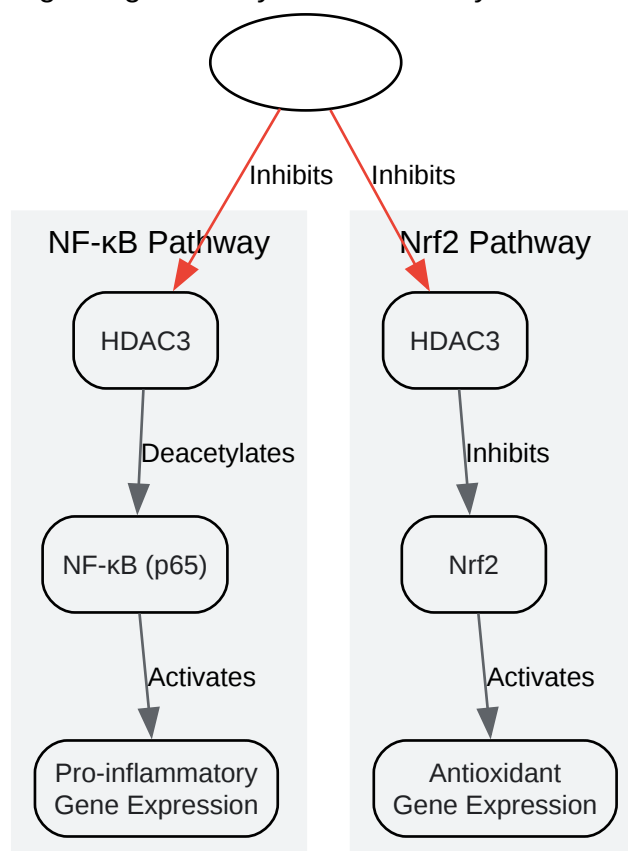 Inhibits
Inhibits
NF-κB Pathway
Nrf2 Pathway
HDAC3
HDAC3
Deacetylates
Inhibits
NF-κB (p65)
Nrf2
Activates
Activates
Pro-inflammatory
Gene Expression
Antioxidant
Gene Expression